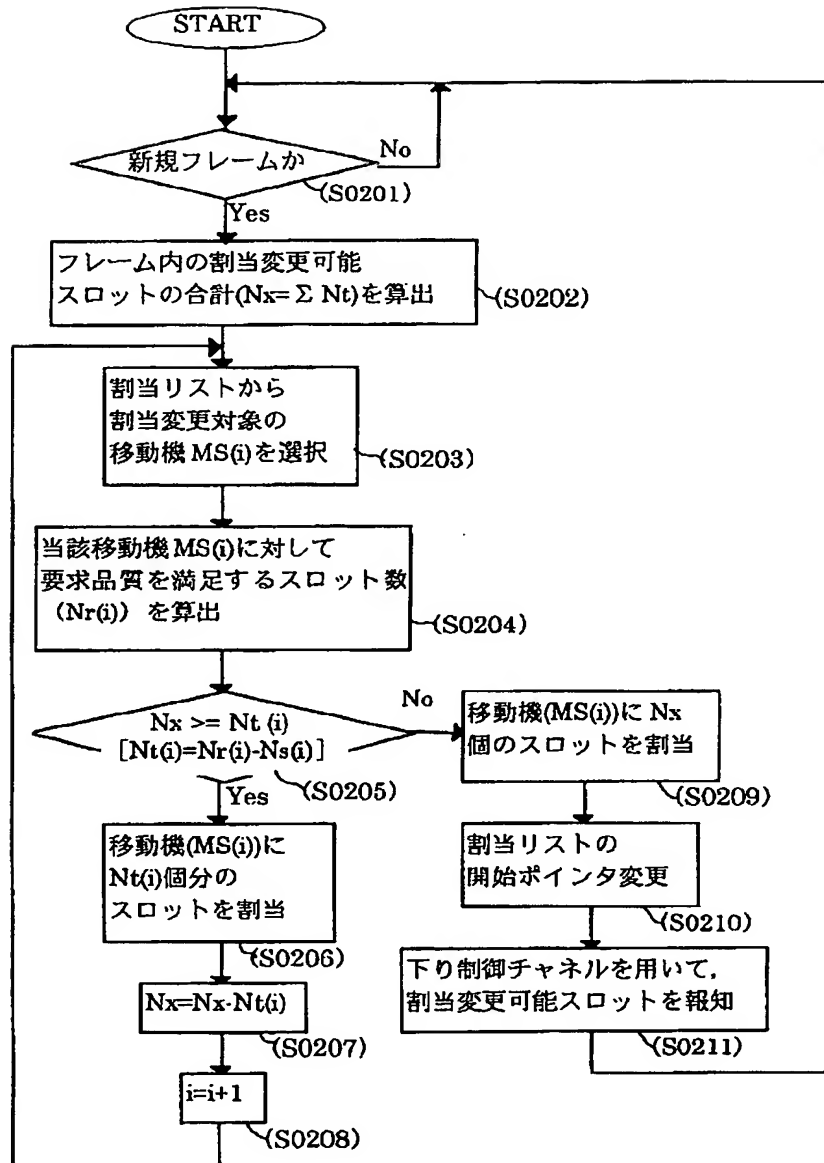 START
新規フレームか
No
(S0201)
Yes
フレーム内の割当変更可能
スロットの合計(Nx=Σ Nt)を算出
(S0202)
割当リストから
割当変更対象の
移動機 MS(i)を選択
(S0203)
当該移動機 MS(i)に対して
要求品質を満足するスロット数
(Nr(i)) を算出
(S0204)
Nx >= Nt (i)
[Nt(i)=Nr(i)-Ns(i)]
No
(S0205)
Yes
移動機(MS(i))に Nx
個のスロットを割当
(S0209)
移動機(MS(i))に
Nt(i)個分の
スロットを割当
(S0206)
割当リストの
開始ポインタ変更
(S0210)
Nx=Nx-Nt(i)
(S0207)
下り制御チャネルを用いて,
割当変更可能スロットを報知
(S0211)
i=i+1
(S0208)